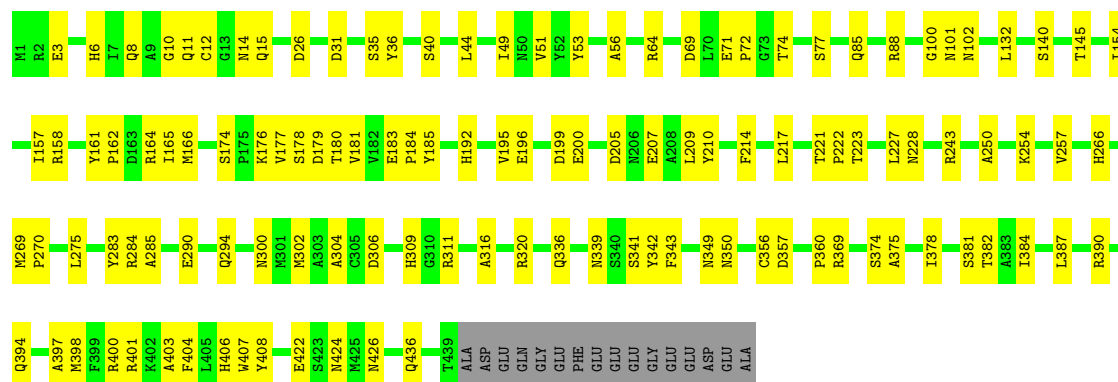 M1 R2 E3 H6 I7 Q8 A9 G10 Q11 C12 G13 N14 Q15 D26 D31 S35 Y36 S40 L44 I49 N50 V51 Y52 Y53 A56 R64 D69 L70 E71 P72 G73 T74 S77 Q85 R88 G100 N101 N102 L132 S140 T145 I154
I157 R158 Y161 P162 D163 R164 I165 M166 S174 P175 K176 V177 S178 D179 T180 V181 V182 E183 P184 Y185 H192 V195 E196 D199 E200 D205 N206 E207 A208 L209 Y210 F214 L217 T221 P222 T223 L227 N228 R243 A250 K254 V257 H266
M269 P270 L275 Y283 R284 A285 E290 Q294 N300 M301 M302 A303 A304 C305 D306 H309 G310 R311 A316 R320 Q336 N339 S340 S341 Y342 F343 N349 N350 C356 D357 P360 R369 S374 A375 I378 S381 T382 A383 I384 L387 R390
Q394 A397 M398 F399 R400 R401 K402 A403 F404 L405 H406 W407 Y408 E422 S423 N424 M425 N426 Q436 T439 ALA ASP GLU GLN GLY GLU PHE GLU GLU GLU GLY GLU GLU ASP GLU ALA